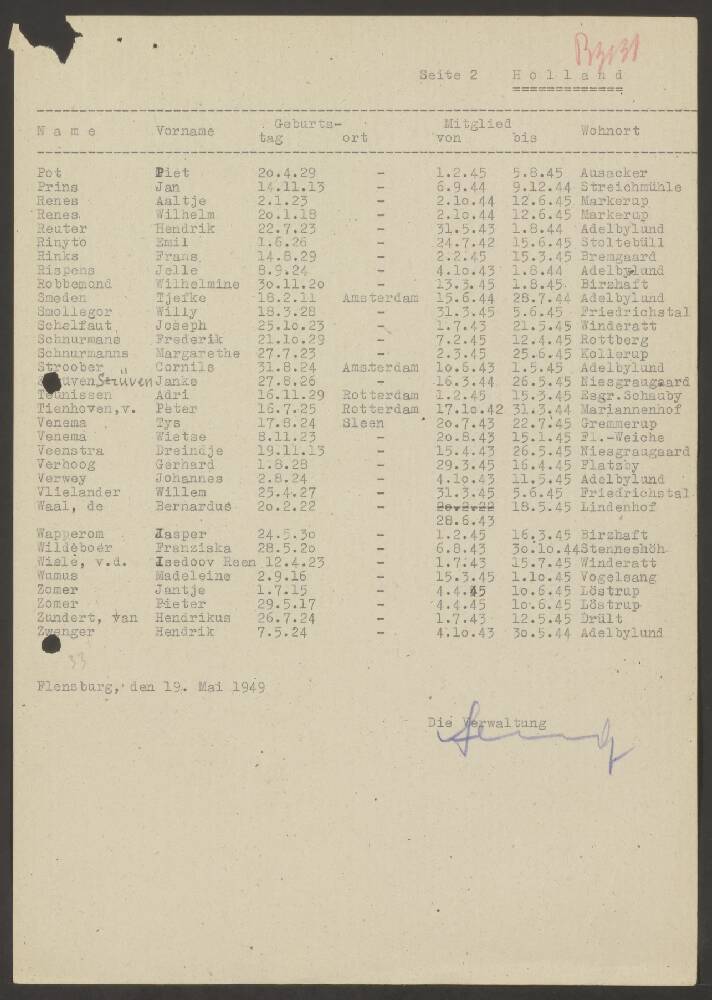 Seite 2 Holland
Geburts- Mitglied
Name Vorname tag ort von bis Wohnort
Pot Piet 20.4.29 - 1.2.45 5.8.45 Ausacker
Prins Jan 14.11.13 - 6.9.44 9.12.44 Streichmühle
Renes Aaltje 2.1.23 - 2.10.44 12.6.45 Markerup
Renes Wilhelm 20.1.18 - 2.10.44 12.6.45 Markerup
Reuter Hendrik 22.7.23 - 31.5.43 1.8.44 Adelbylund
Rinyto Emil 1.6.26 - 24.7.42 15.6.45 Stoltebüll
Rinks Frans 14.8.29 - 2.2.45 15.3.45 Bremgaard
Rispens Jelle 8.9.24 - 4.10.43 1.8.44 Adelbylund
Robbemond Wilhelmine 30.11.20 - 13.3.45 1.8.45 Birzhaft
Smeden Tjefke 18.2.11 Amsterdam 15.6.44 28.7.44 Adelbylund
Smollegor Willy 18.3.28 - 31.3.45 5.6.45 Friedrichstal
Schelfaut Joseph 25.10.23 - 1.7.43 21.5.45 Winderatt
Schnurmans Frederik 21.10.29 - 7.2.45 12.4.45 Rottberg
Schnurmanns Margarethe 27.7.23 - 2.3.45 25.6.45 Kollerup
Stroober Cornils 31.8.24 Amsterdam 10.6.43 1.5.45 Adelbylund
Strüven Janke 27.8.26 - 16.3.44 26.5.45 Niesgraugaard
Teunissen Adri 16.11.29 Rotterdam 1.2.45 15.3.45 Esgr.Schauby
Tienhoven,v. Peter 16.7.25 Rotterdam 17.10.42 31.3.44 Mariannenhof
Venema Tys 17.8.24 Sleen 20.7.43 22.7.45 Gremmerup
Venema Wietse 8.11.23 - 20.8.43 15.1.45 Fl.-Weiche
Veenstra Dreindje 19.11.13 - 15.4.43 26.5.45 Niesgraugaard
Verhoog Gerhard 1.8.28 - 29.3.45 16.4.45 Flatzby
Verwey Johannes 2.8.24 - 4.10.43 11.5.45 Adelbylund
Vlielander Willem 25.4.27 - 31.3.45 5.6.45 Friedrichstal
Waal, de Bernardus 20.2.22 - 20.2.22 18.5.45 Lindenhof
28.6.43
Wapperom Jasper 24.5.30 - 1.2.45 16.3.45 Birzhaft
Wildeboer Franziska 28.5.20 - 6.8.43 30.10.44 Stenneshöh
Wiele, v.d. Isedoov Reen 12.4.23 - 1.7.43 15.7.45 Winderatt
Wumus Madeleine 2.9.16 - 15.3.45 1.10.45 Vogelsang
Zomer Jantje 1.7.15 - 4.4.45 10.6.45 Löstrup
Zomer Pieter 29.5.17 - 4.4.45 10.6.45 Löstrup
Zundert, van Hendrikus 26.7.24 - 1.7.43 12.5.45 Drült
Zwenger Hendrik 7.5.24 - 4.10.43 30.5.44 Adelbylund
33
Flensburg, den 19. Mai 1949
Die Verwaltung